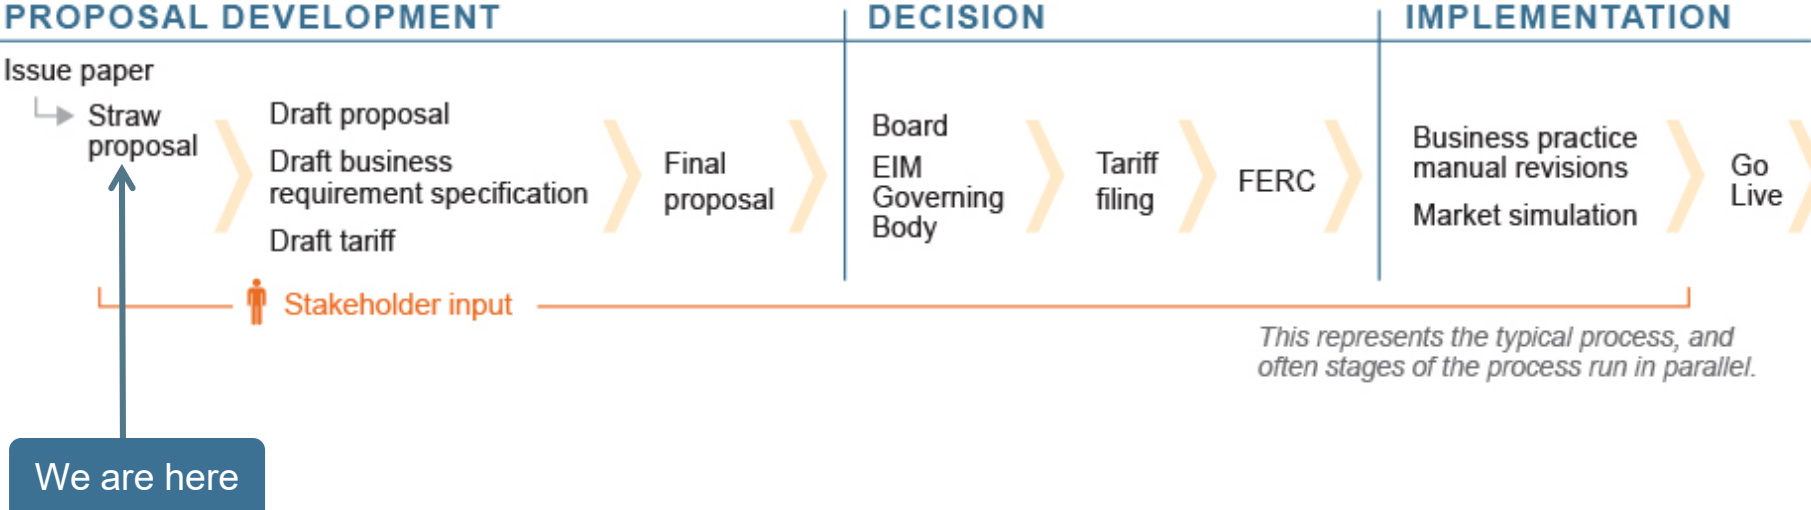 PROPOSAL DEVELOPMENT
DECISION
IMPLEMENTATION
Issue paper
Straw
proposal
Draft proposal
Draft business
requirement specification
Draft tariff
Final
proposal
Board
EIM
Governing
Body
Tariff
filing
FERC
Business practice
manual revisions
Market simulation
Go
Live
Stakeholder input
This represents the typical process, and
often stages of the process run in parallel.
We are here